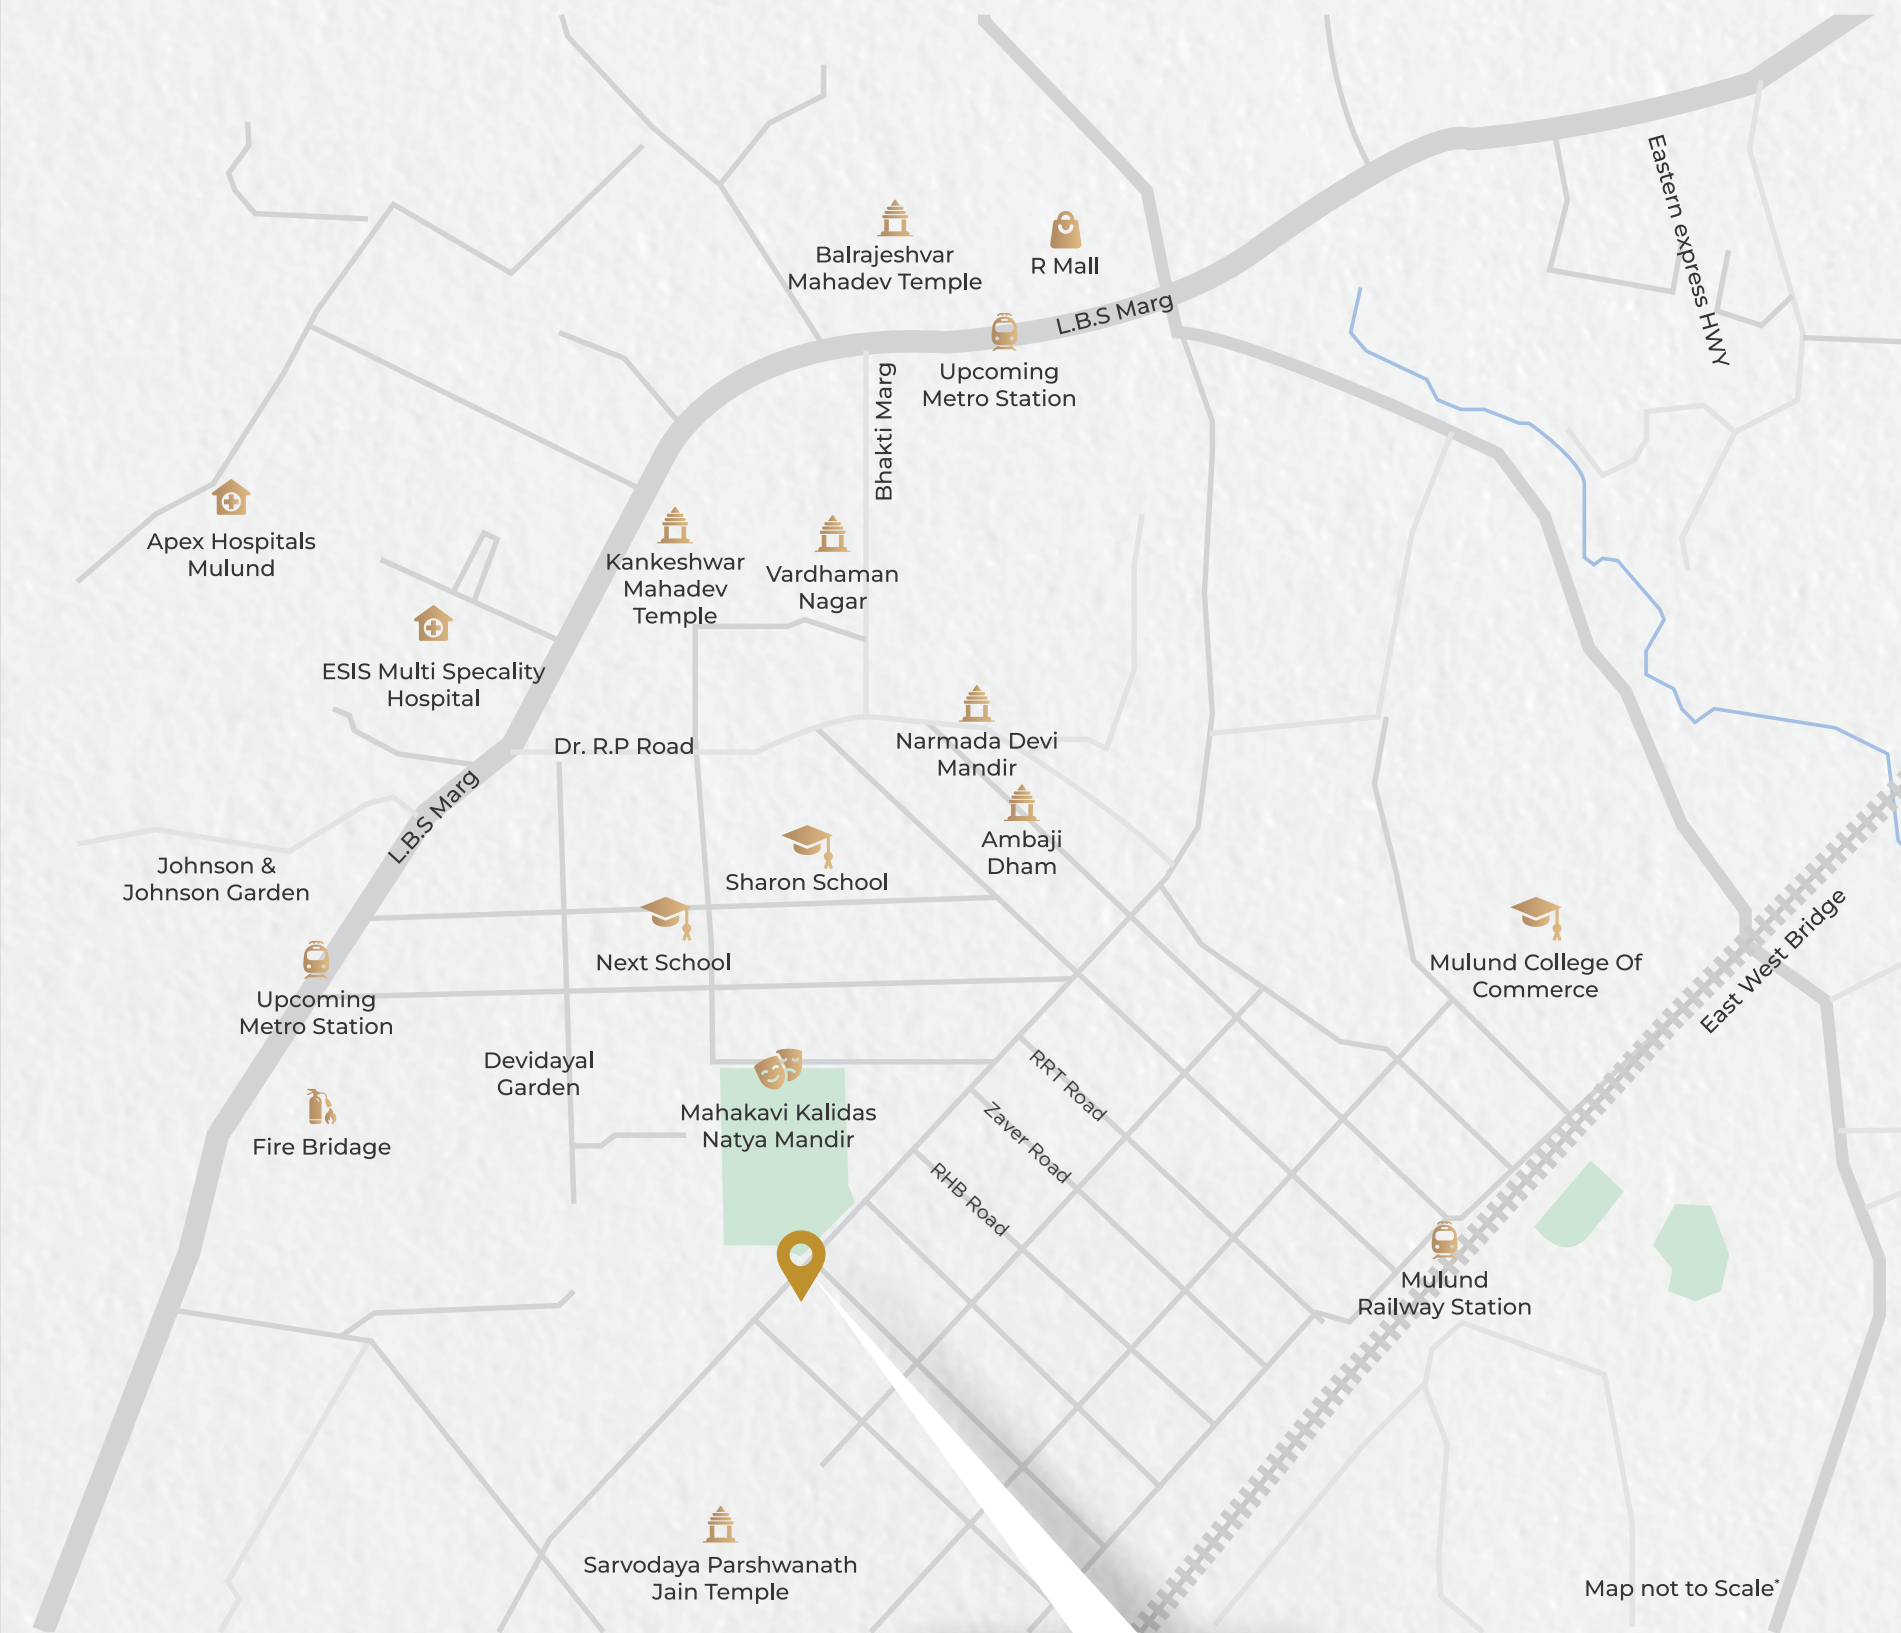 Eastern express HWY
Balrajeshvar
Mahadev Temple
R Mall
L.B.S Marg
Upcoming
Metro Station
Bhakti Marg
Apex Hospitals
Mulund
Kankeshwar
Mahadev
Temple
Vardhaman
Nagar
ESIS Multi Specality
Hospital
Dr. R.P Road
Narmada Devi
Mandir
L.B.S Marg
Ambaji
Dham
Johnson &
Johnson Garden
Sharon School
Next School
Mulund College Of
Commerce
East West Bridge
Upcoming
Metro Station
Devidayal
Garden
RRT Road
Zaver Road
RHB Road
Mahakavi Kalidas
Natya Mandir
Fire Bridage
Mulund
Railway Station
Sarvodaya Parshwanath
Jain Temple
Map not to Scale*